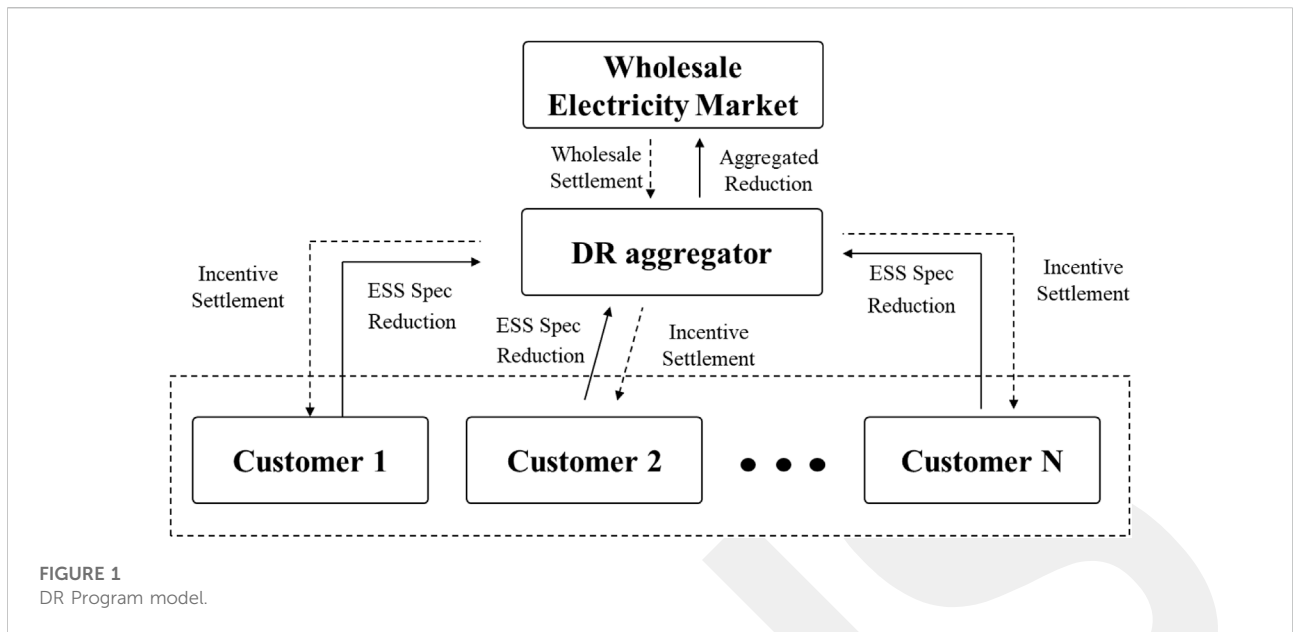 Wholesale
Electricity Market
Wholesale
Settlement
Aggregated
Reduction
DR aggregator
Incentive
Settlement
ESS Spec
Reduction
ESS Spec
Reduction
Incentive
Settlement
ESS Spec
Reduction
Incentive
Settlement
Customer 1
Customer 2
Customer N
FIGURE 1
DR Program model.